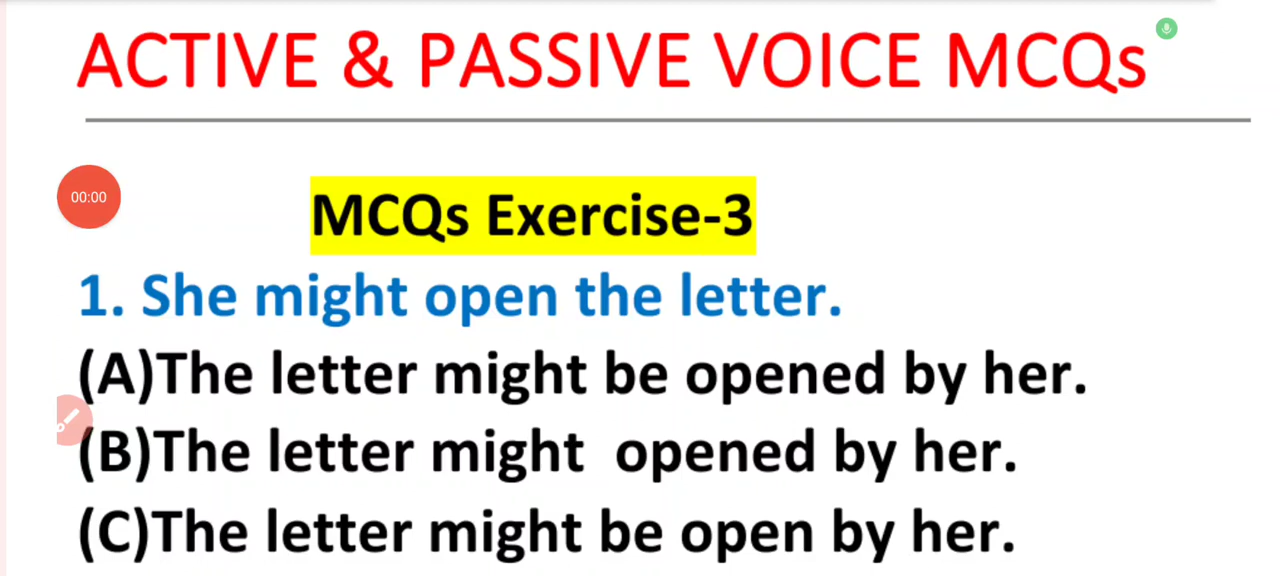 ACTIVE & PASSIVE VOICE MCQs
00:00
MCQs Exercise-3
1. She might open the letter.
(A)The letter might be opened by her.
(B)The letter might  opened by her.
(C)The letter might be open by her.